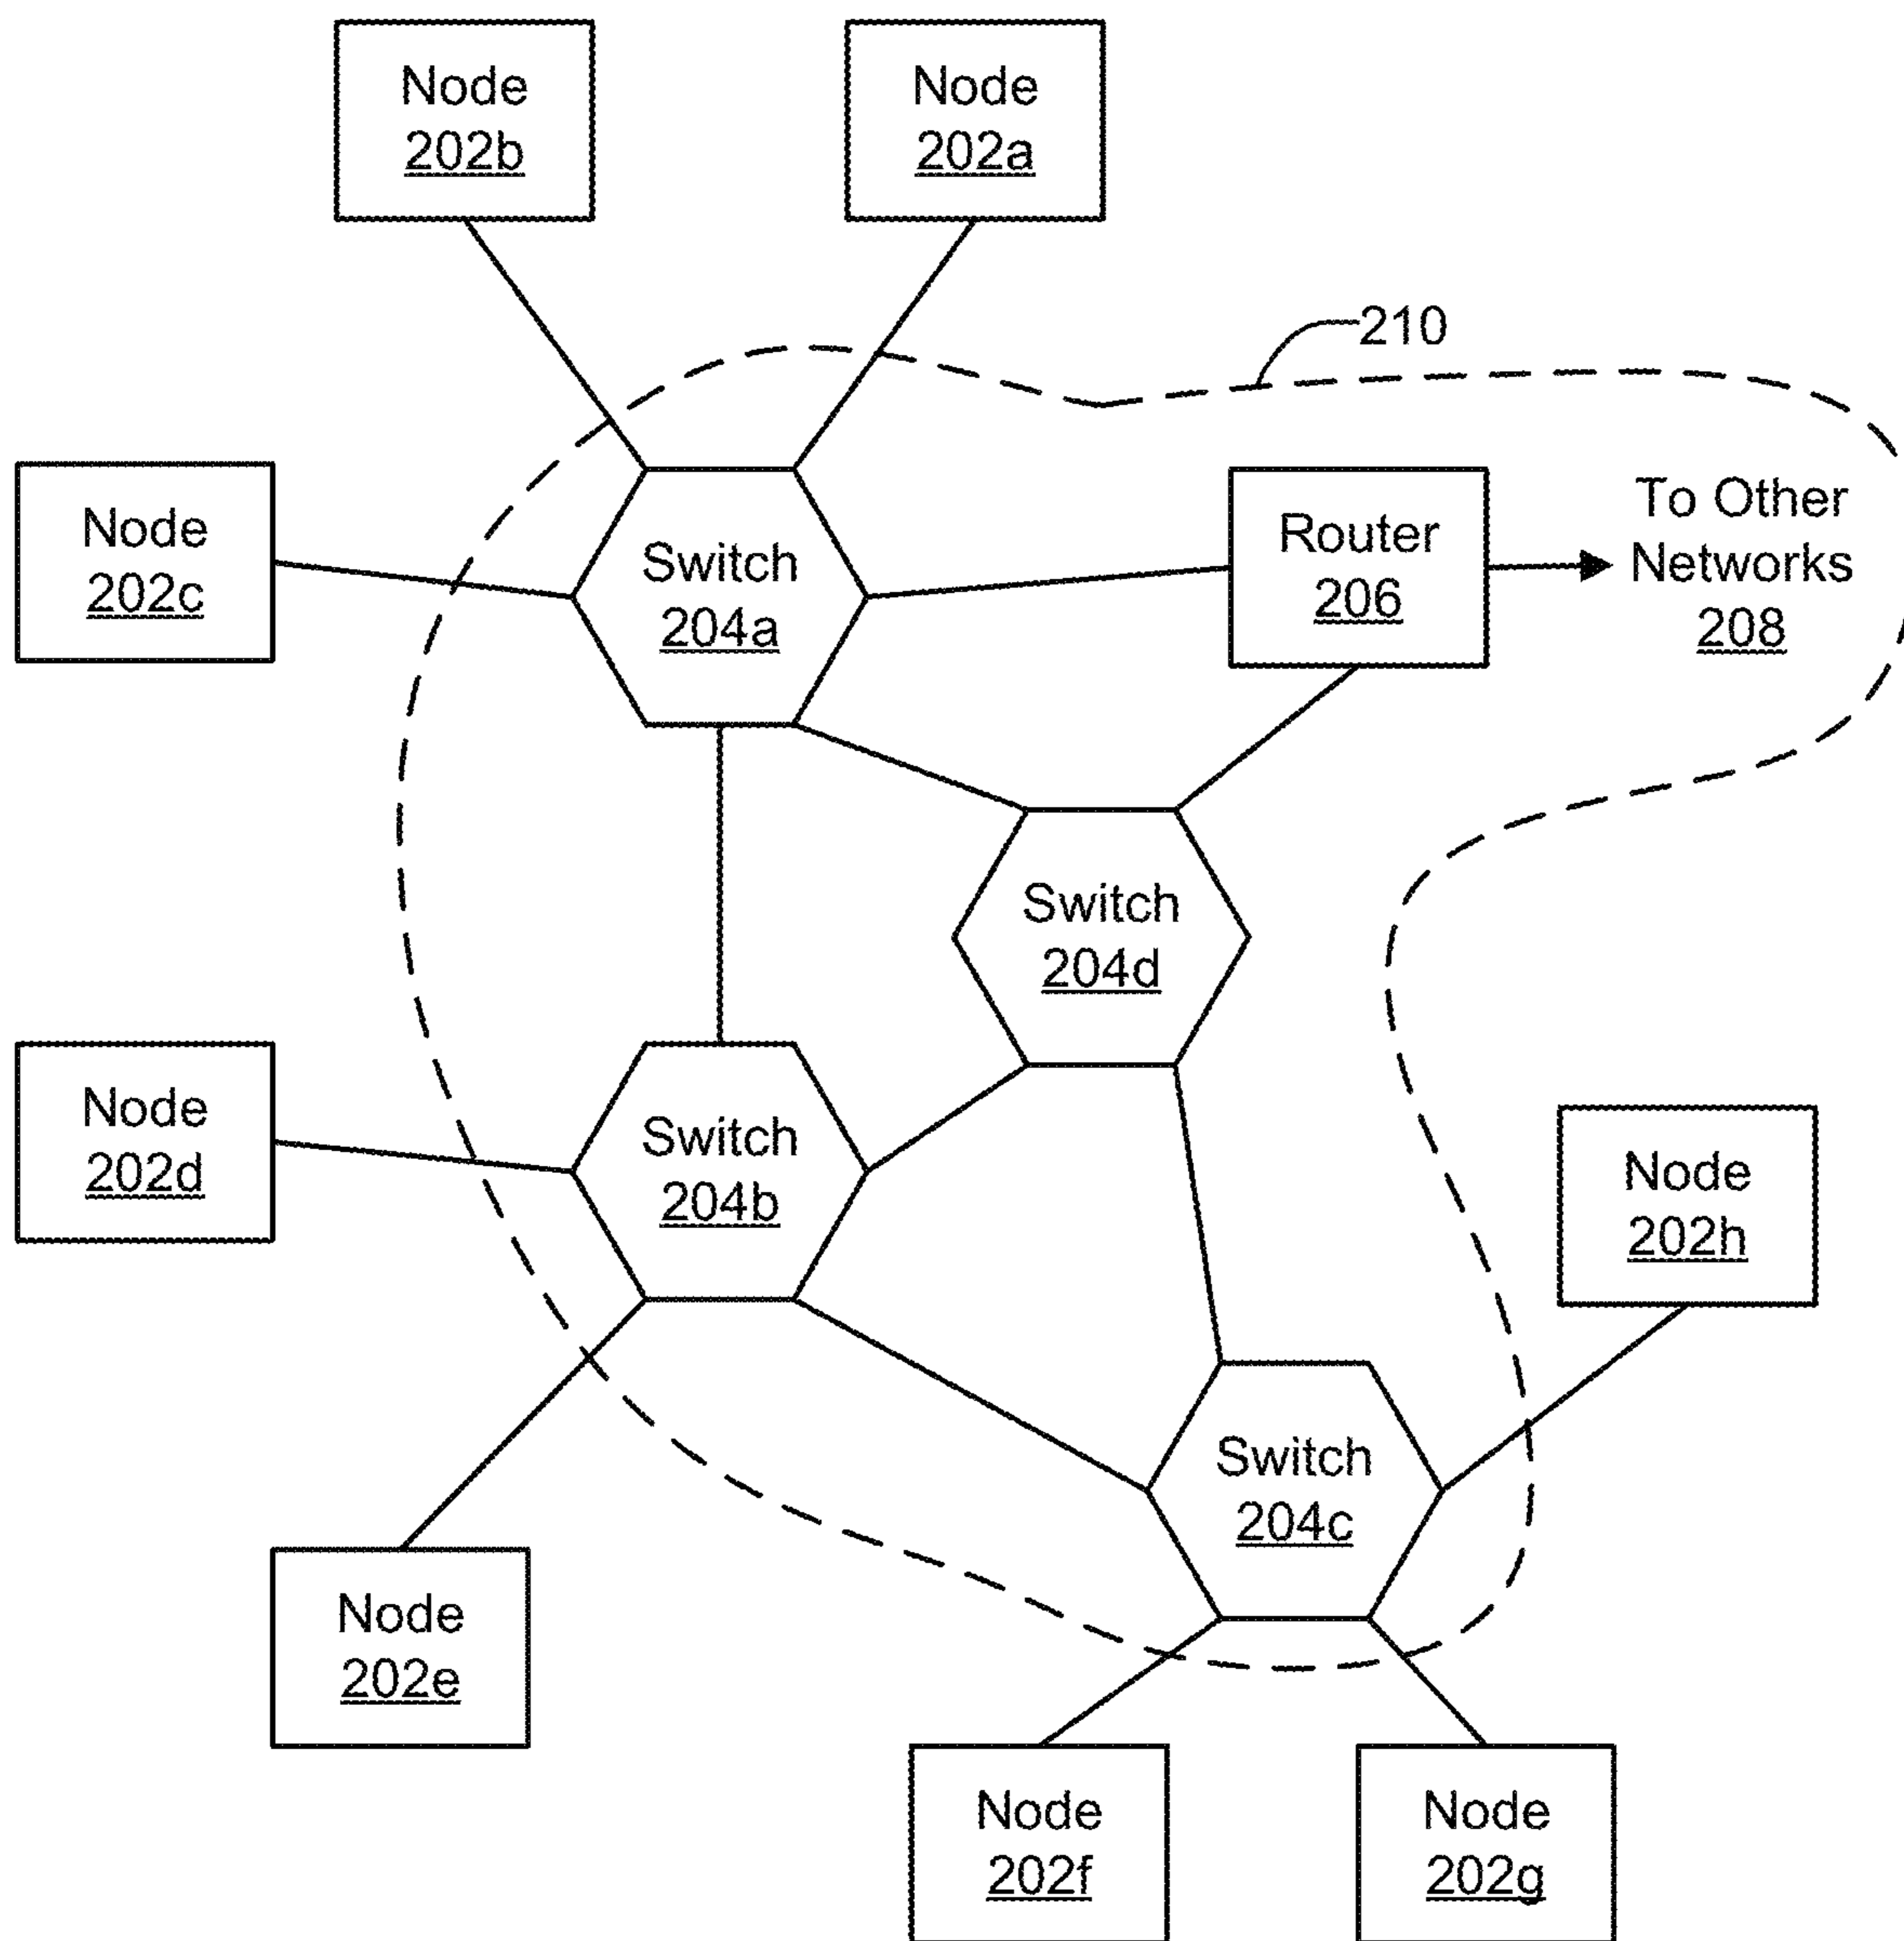 Node
202b
Node
202a
210
Node
202c
Switch
204a
Router
206
To Other
Networks
208
Switch
204d
Node
202d
Switch
204b
Node
202h
Switch
204c
Node
202e
Node
202f
Node
202g